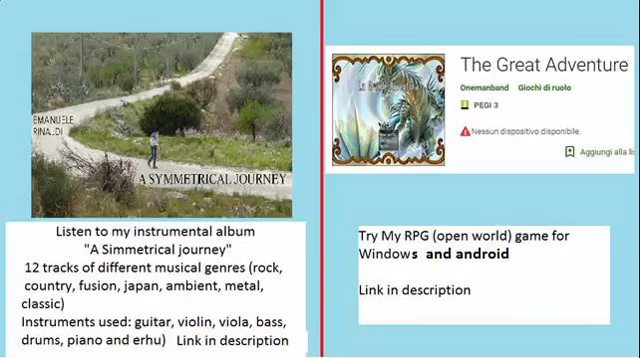 EMANUELE
RINALDI
A SYMMETRICAL JOURNEY
Listen to my instrumental album
"A Simmetrical journey"
12 tracks of different musical genres (rock,
country, fusion, japan, ambient, metal,
classic)
Instruments used: guitar, violin, viola, bass,
drums, piano and erhu) Link in description
The Great Adventure
Onemanband Giochi di ruolo
PEGI 3
Nessun dispositivo disponibile.
Aggiungi alla
Try My RPG (open world) game for
Windows and android
Link in description